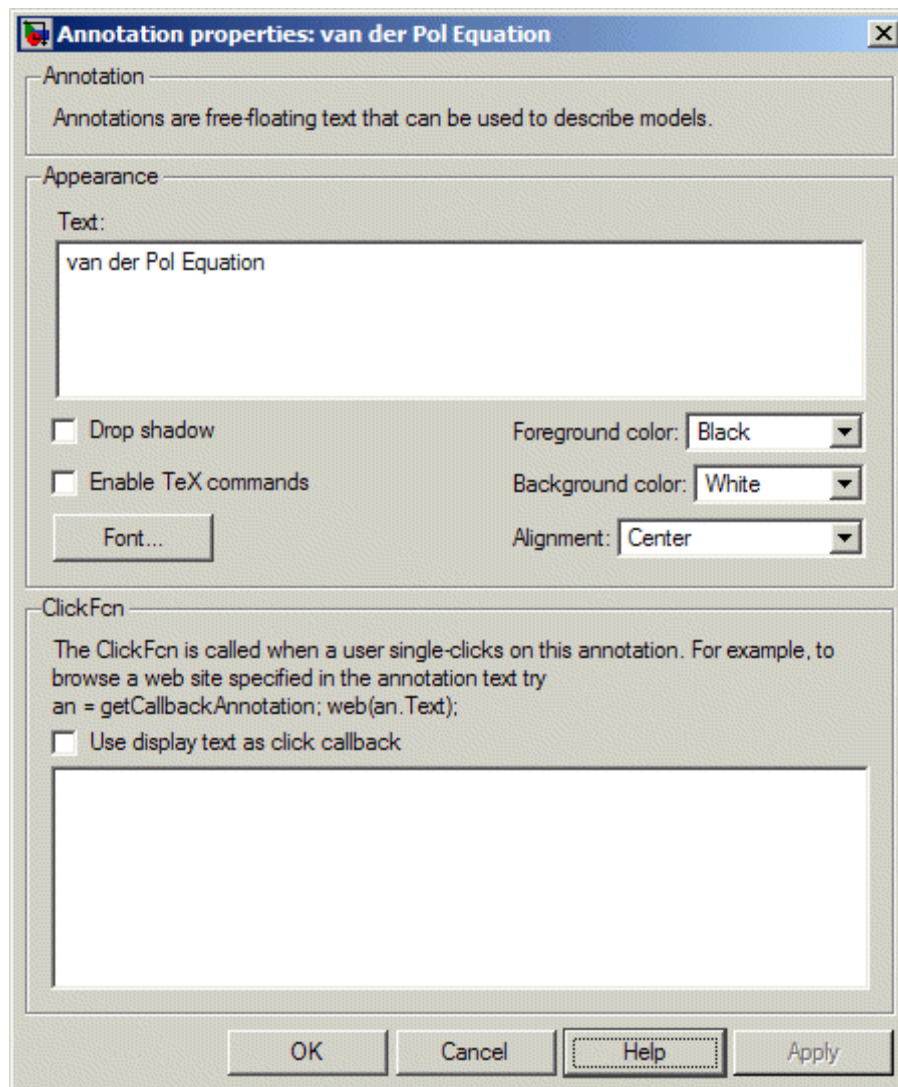 Annotation properties: van der Pol Equation
Annotation
Annotations are free-floating text that can be used to describe models.
Appearance
Text:
van der Pol Equation
Drop shadow
Foreground color: Black
Enable TeX commands
Background color: White
Font...
Alignment: Center
ClickFcn
The ClickFcn is called when a user single-clicks on this annotation. For example, to
browse a web site specified in the annotation text try
an = getCallbackAnnotation; web(an.Text);
Use display text as click callback
OK Cancel Help Apply